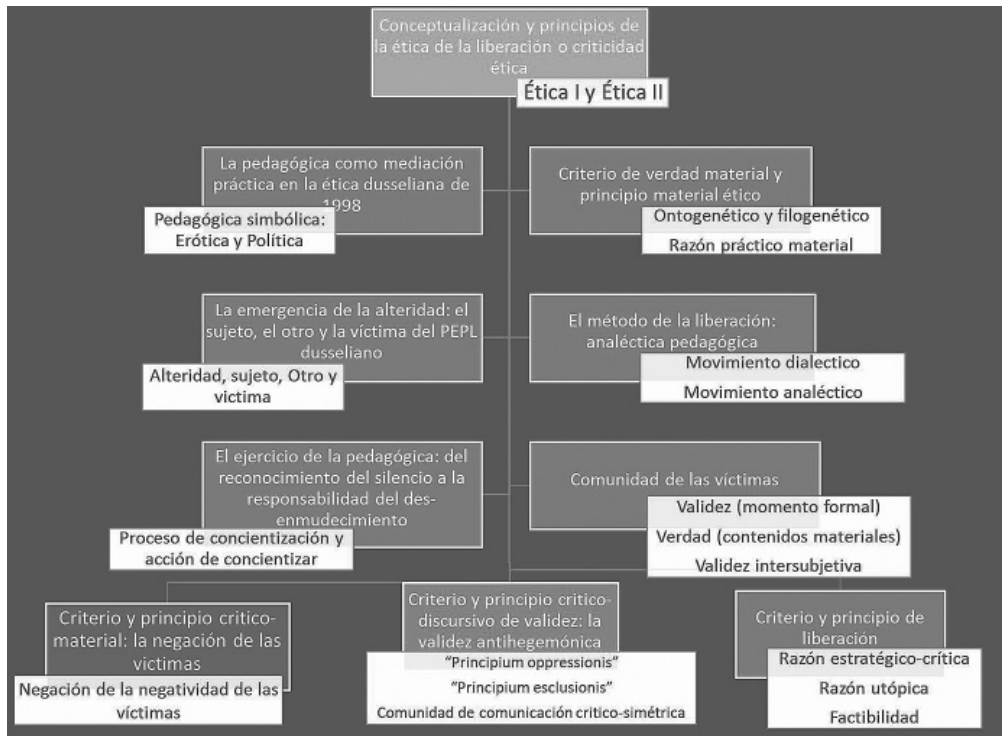 Conceptualización y principios de
la ética de la liberación o criticidad
ética
Ética I y Ética II
La pedagógica como mediación
práctica en la ética dusseliana de
1998
Pedagógica simbólica:
Erótica y Política
Criterio de verdad material y
principio material ético
Ontogenético y filogenético
Razón práctico material
La emergencia de la alteridad: el
sujeto, el otro y la víctima del PEPL
dusseliano
Alteridad, sujeto, Otro y
victima
El método de la liberación:
analéctica pedagógica
Movimiento dialectico
Movimiento analéctico
El ejercicio de la pedagógica: del
reconocimiento del silencio a la
responsabilidad del des-
enmudecimiento
Proceso de concientización y
acción de concientizar
Comunidad de las víctimas
Validez (momento formal)
Verdad (contenidos materiales)
Validez intersubjetiva
Criterio y principio critico-
material: la negación de las
victimas
Negación de la negatividad de las
víctimas
Criterio y principio critico-
discursivo de validez: la
validez antihegemónica
“Principium oppressionis”
“Principium esclusionis”
Comunidad de comunicación critico-simétrica
Criterio y principio de
liberación
Razón estratégico-crítica
Razón utópica
Factibilidad